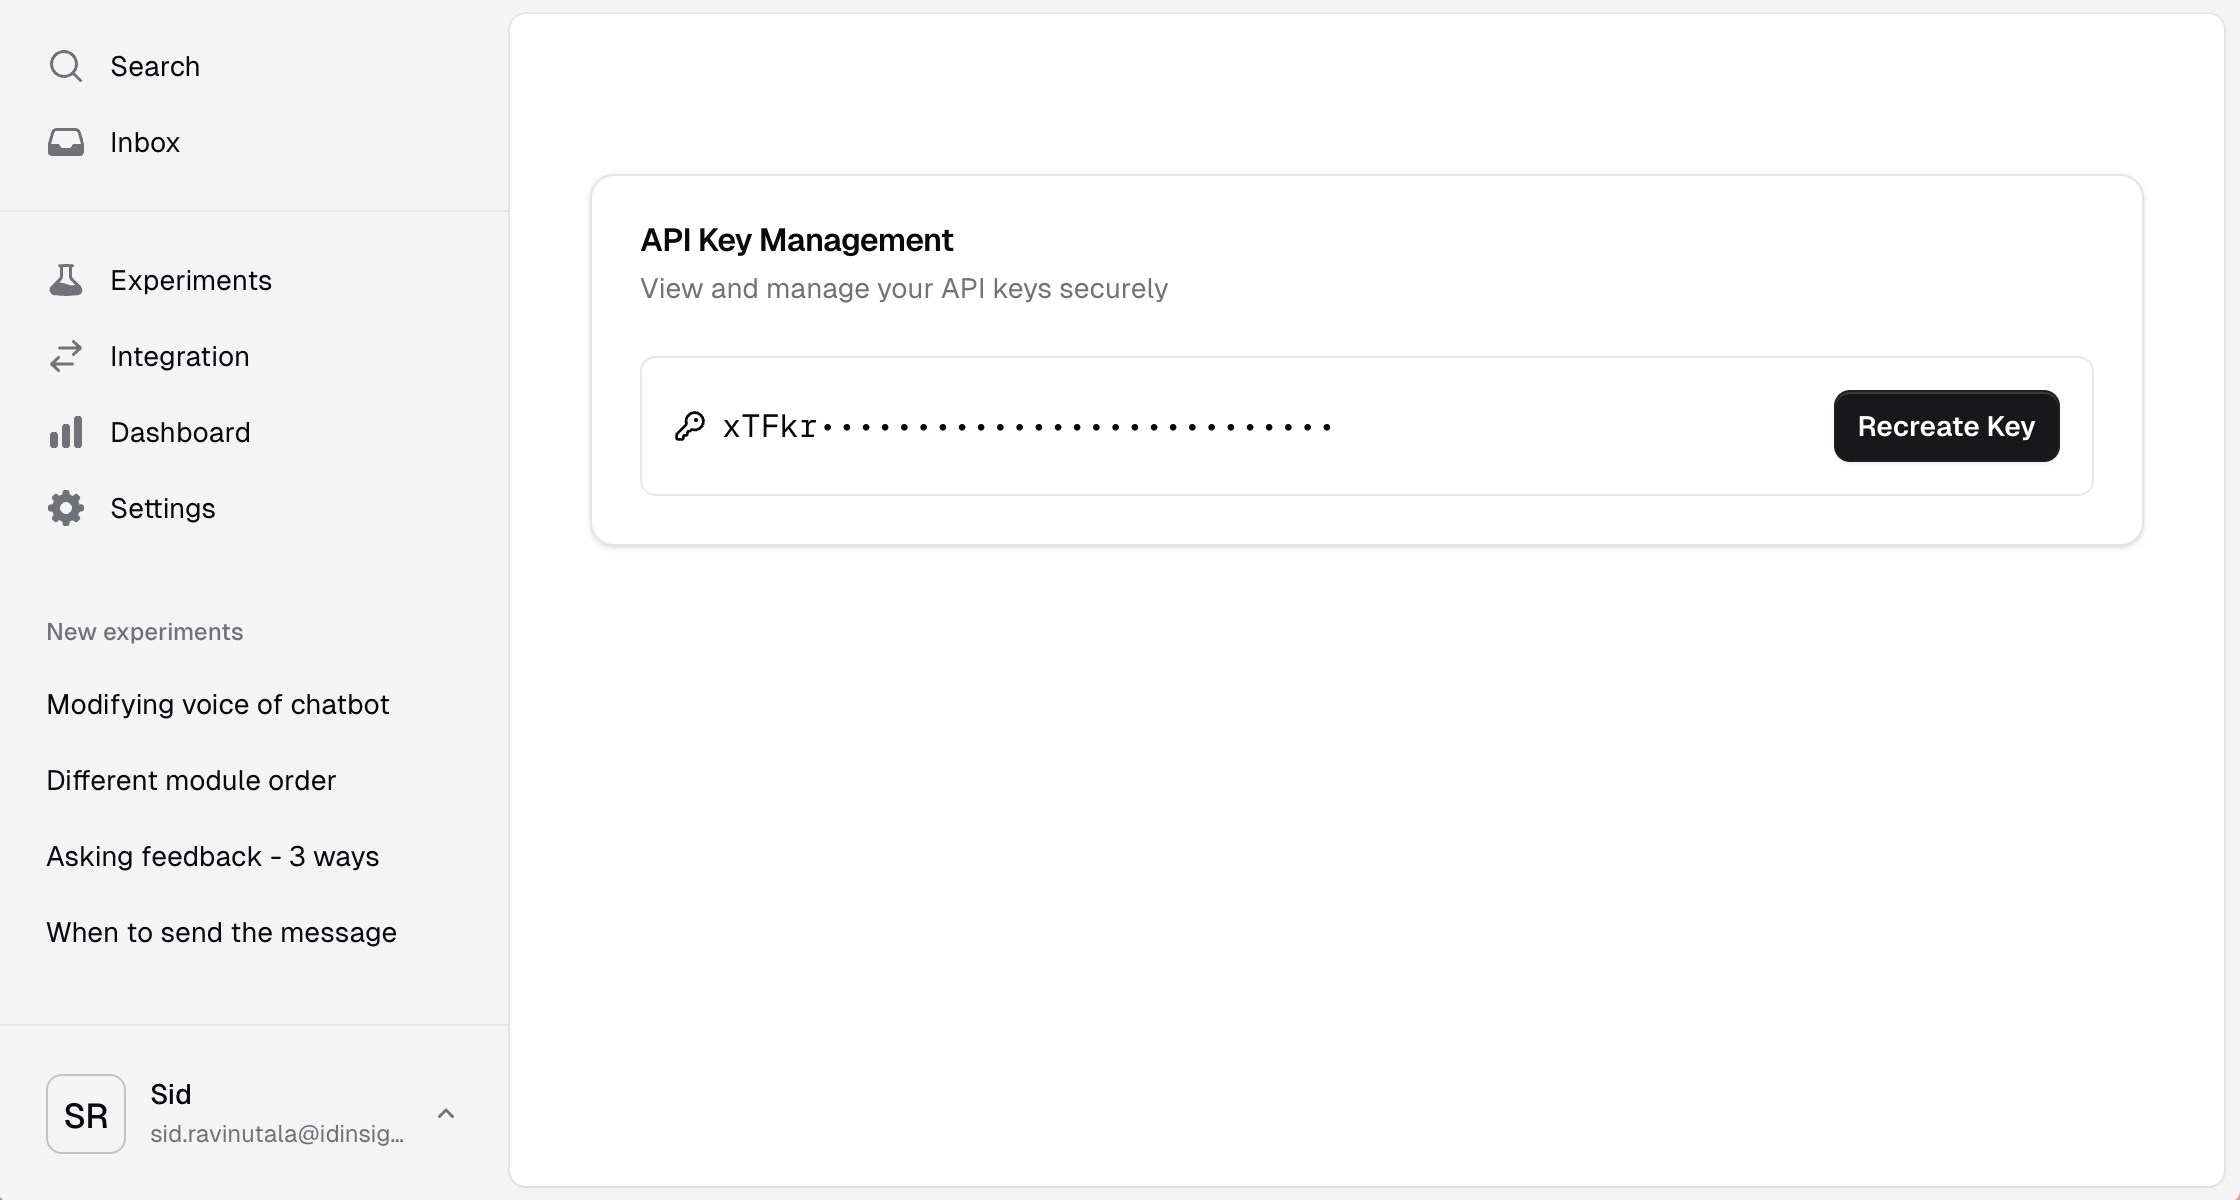 Search
Inbox
Experiments
Integration
Dashboard
Settings
New experiments
Modifying voice of chatbot
Different module order
Asking feedback - 3 ways
When to send the message
SR
Sid
sid.ravinutala@idinsig...
API Key Management
View and manage your API keys securely
xTFkr•••••••••••••••••••••••••••
Recreate Key